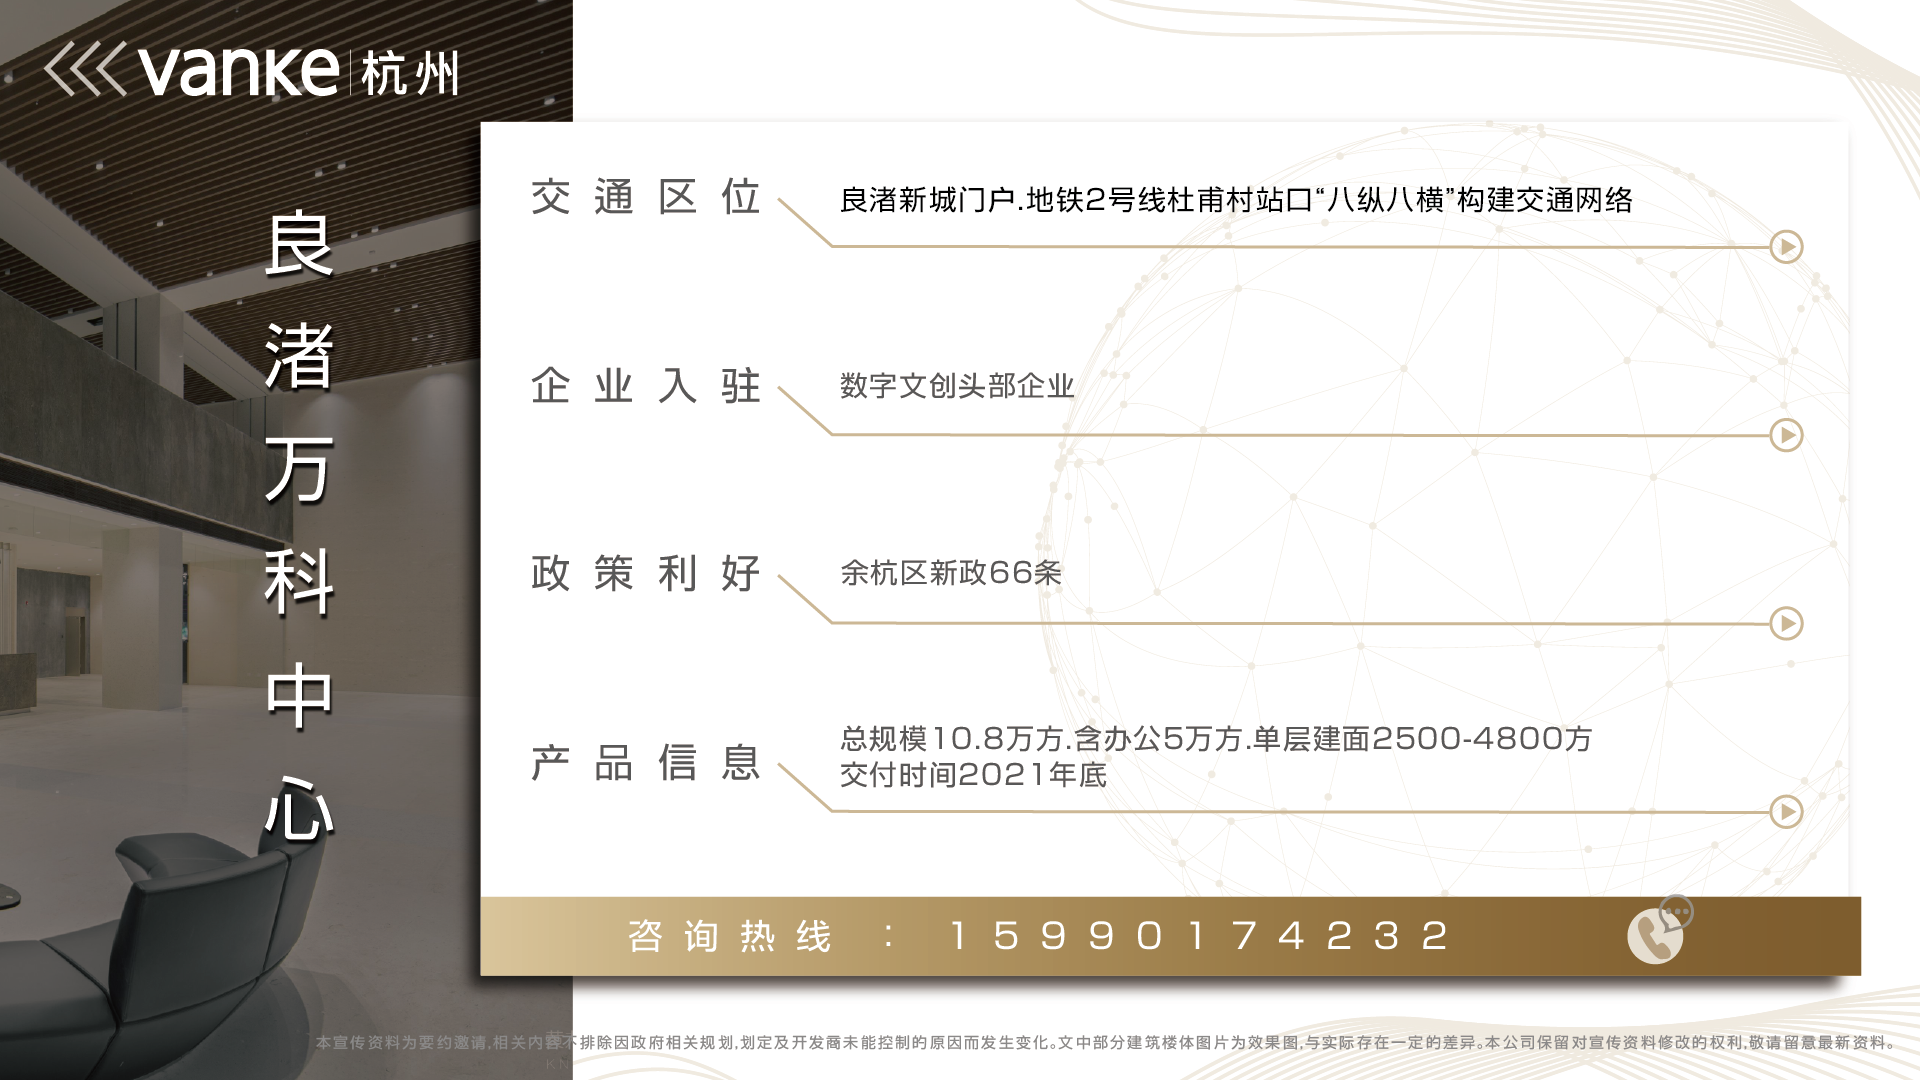 vanke 杭州
良渚万科中心
交通区位
良渚新城门户.地铁2号线杜甫村站口“八纵八横”构建交通网络
企业入驻
数字文创头部企业
政策利好
余杭区新政66条
产品信息
总规模10.8万方.含办公5万方.单层建面2500-4800方
交付时间2021年底
咨询热线 : 15990174232
本宣传资料为要约邀请,相关内容不排除因政府相关规划,划定及开发商未能控制的原因而发生变化。文中部分建筑楼体图片为效果图,与实际存在一定的差异。本公司保留对宣传资料修改的权利,敬请留意最新资料。